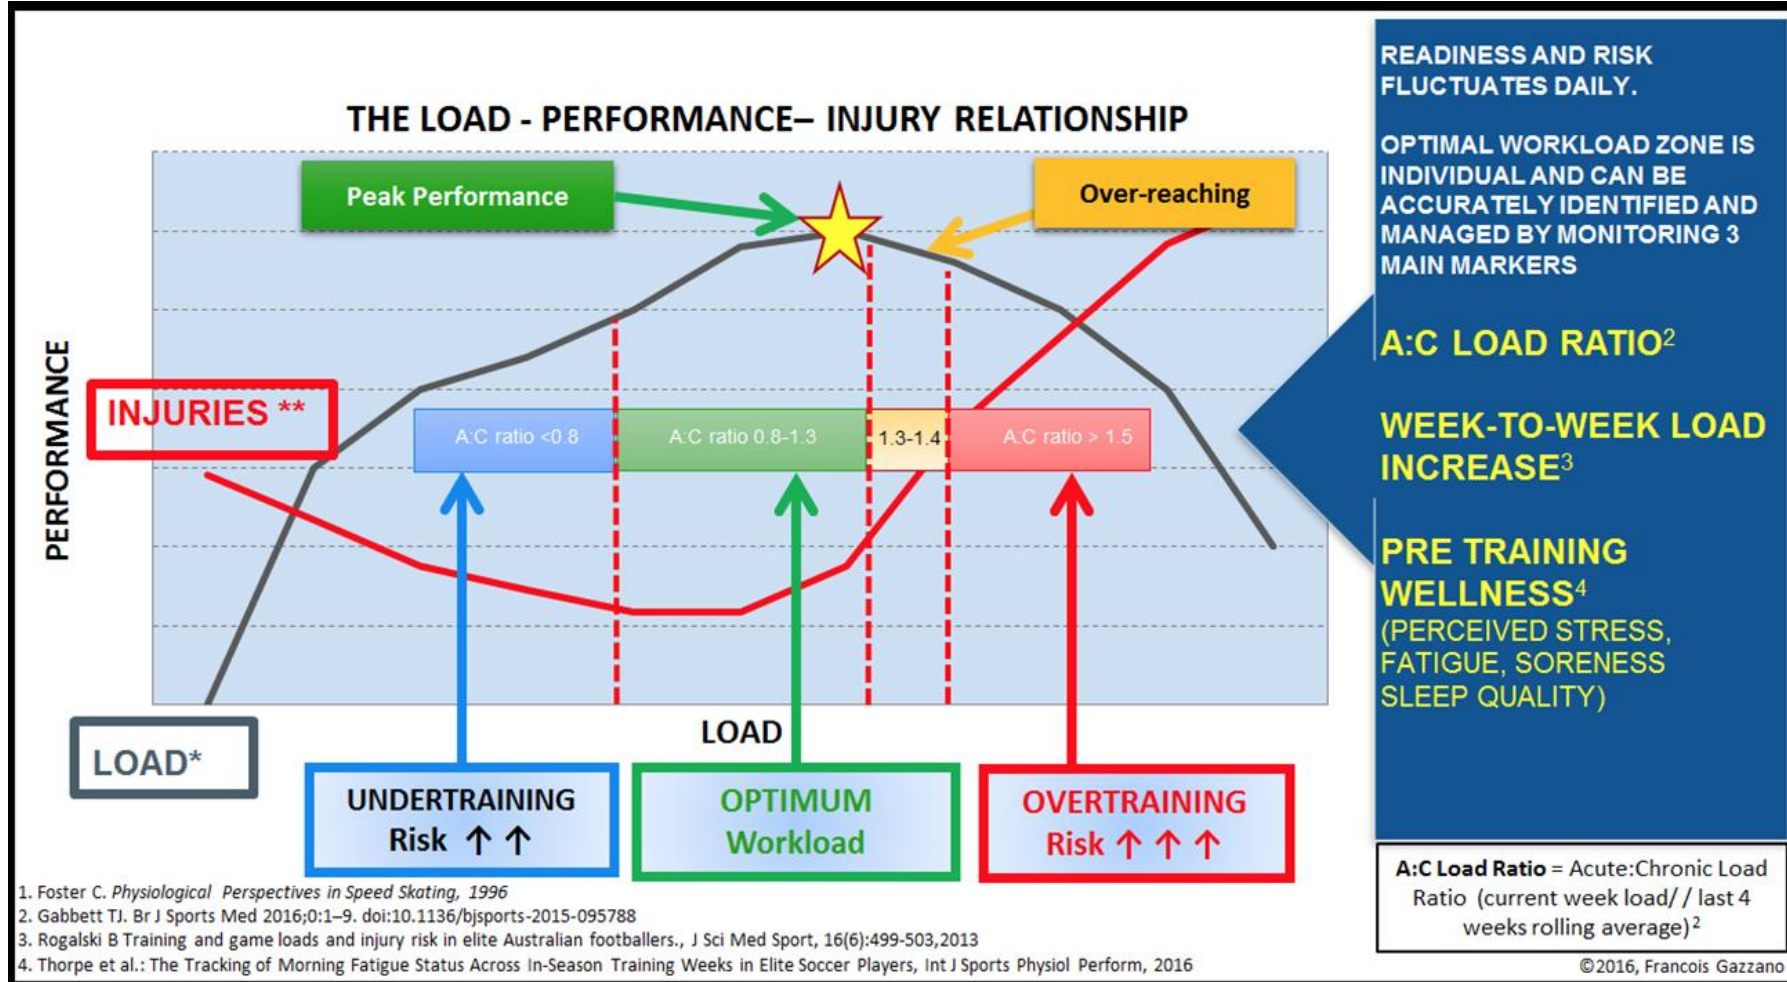 THE LOAD - PERFORMANCE– INJURY RELATIONSHIP
Peak Performance
Over-reaching
PERFORMANCE
INJURIES **
A:C ratio <0.8
A:C ratio 0.8-1.3
1.3-1.4
A:C ratio > 1.5
LOAD
LOAD*
UNDERTRAINING
Risk ↑ ↑
OPTIMUM
Workload
OVERTRAINING
Risk ↑ ↑ ↑
READINESS AND RISK
FLUCTUATES DAILY.
OPTIMAL WORKLOAD ZONE IS
INDIVIDUAL AND CAN BE
ACCURATELY IDENTIFIED AND
MANAGED BY MONITORING 3
MAIN MARKERS
A:C LOAD RATIO²
WEEK-TO-WEEK LOAD
INCREASE³
PRE TRAINING
WELLNESS⁴
(PERCEIVED STRESS,
FATIGUE, SORENESS
SLEEP QUALITY)
A:C Load Ratio = Acute:Chronic Load
Ratio (current week load/ / last 4
weeks rolling average)²
1. Foster C. Physiological Perspectives in Speed Skating, 1996
2. Gabbett TJ. Br J Sports Med 2016;0:1–9. doi:10.1136/bjsports-2015-095788
3. Rogalski B Training and game loads and injury risk in elite Australian footballers., J Sci Med Sport, 16(6):499-503,2013
4. Thorpe et al.: The Tracking of Morning Fatigue Status Across In-Season Training Weeks in Elite Soccer Players, Int J Sports Physiol Perform, 2016
©2016, Francois Gazzano